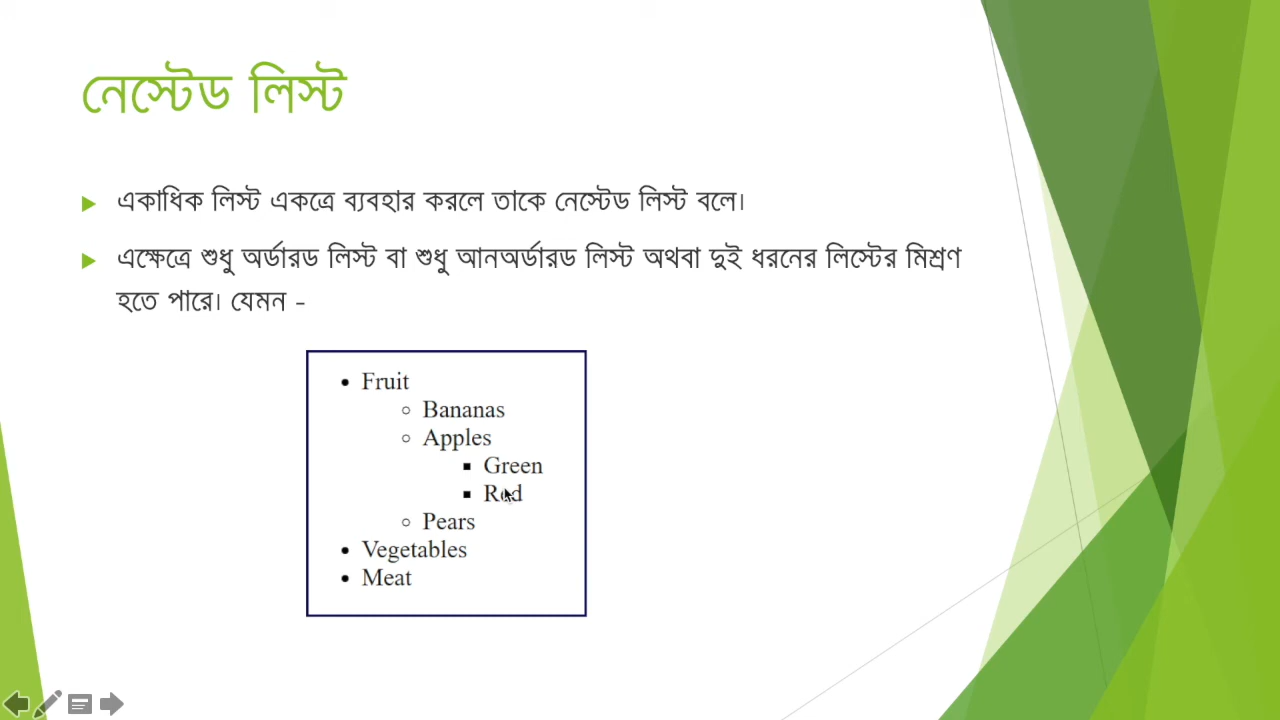 নেস্টেড লিস্ট
একাধিক লিস্ট একত্রে ব্যবহার করলে তাকে নেস্টেড লিস্ট বলে।
এক্ষেত্রে শুধু অর্ডারড লিস্ট বা শুধু আনঅর্ডারড লিস্ট অথবা দুই ধরনের লিস্টের মিশ্রণ
হতে পারে। যেমন -
Fruit
Bananas
Apples
Green
Red
Pears
Vegetables
Meat